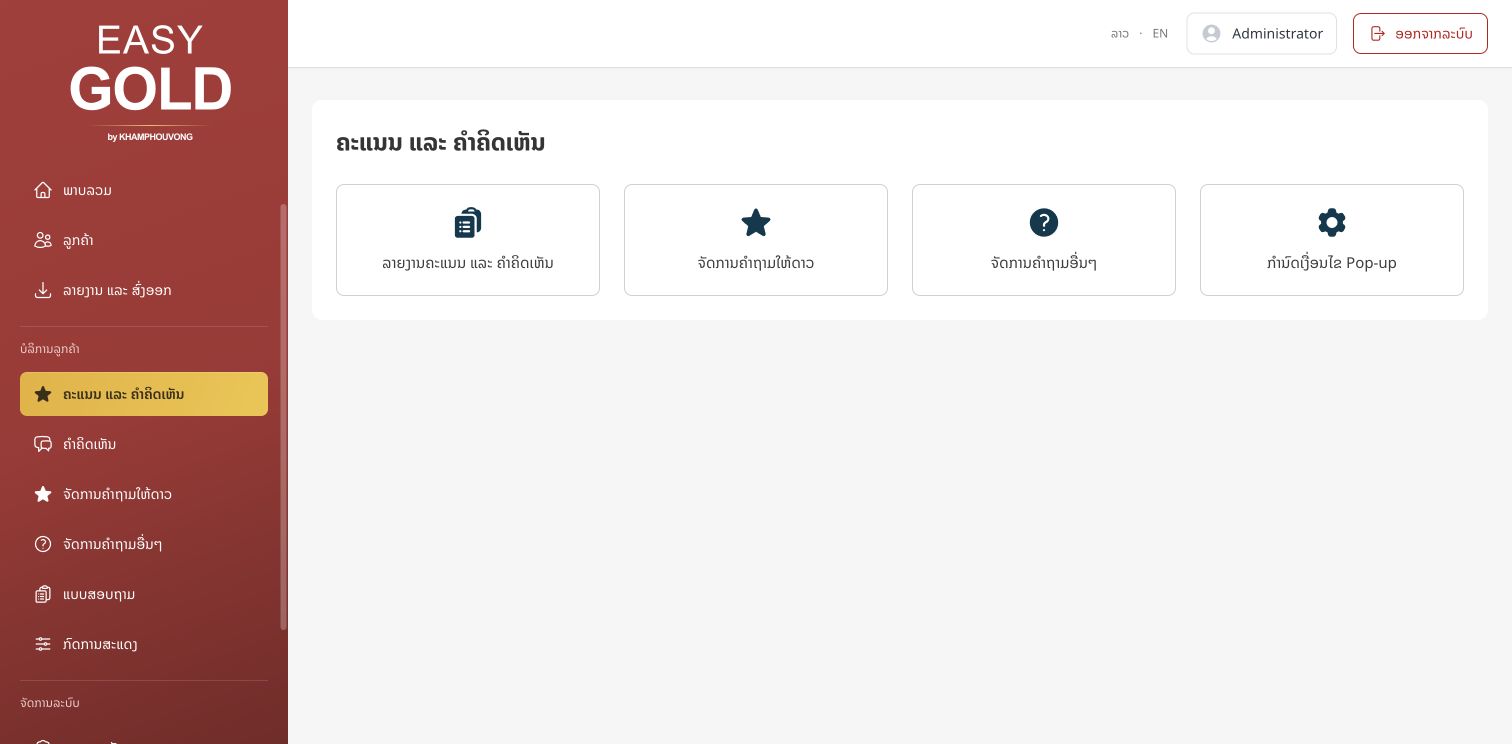 EASY
GOLD
by KHAMPHOUVONG
ພາບລວມ
ລູກຄ້າ
ລາຍງານ ແລະ ສົ່ງອອກ
ບໍລິການລູກຄ້າ
ຄະແນນ ແລະ ຄຳຄິດເຫັນ
ຄຳຄິດເຫັນ
ຈັດການຄຳຖາມໃຫ້ດາວ
ຈັດການຄຳຖາມອື່ນໆ
ແບບສອບຖາມ
ກົດການສະແດງ
ຈັດການລະບົບ
ລາວ · EN
Administrator
ອອກຈາກລະບົບ
ຄະແນນ ແລະ ຄຳຄິດເຫັນ
ລາຍງານຄະແນນ ແລະ ຄຳຄິດເຫັນ
ຈັດການຄຳຖາມໃຫ້ດາວ
ຈັດການຄຳຖາມອື່ນໆ
ກຳນົດເງື່ອນໄຂ Pop-up